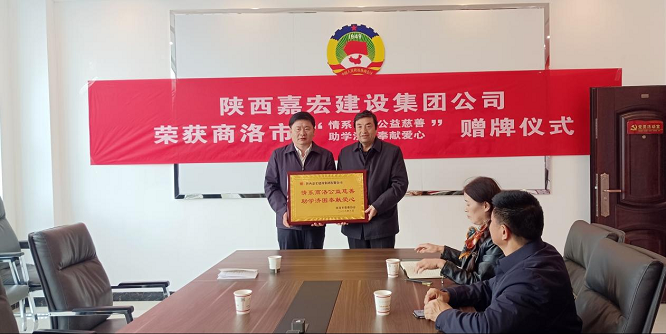 陕西嘉宏建设集团公司
荣获商洛市“情系 公益慈善
助学济 奉献爱心”赠牌仪式
情系商洛公益慈善
助学济困奉献爱心